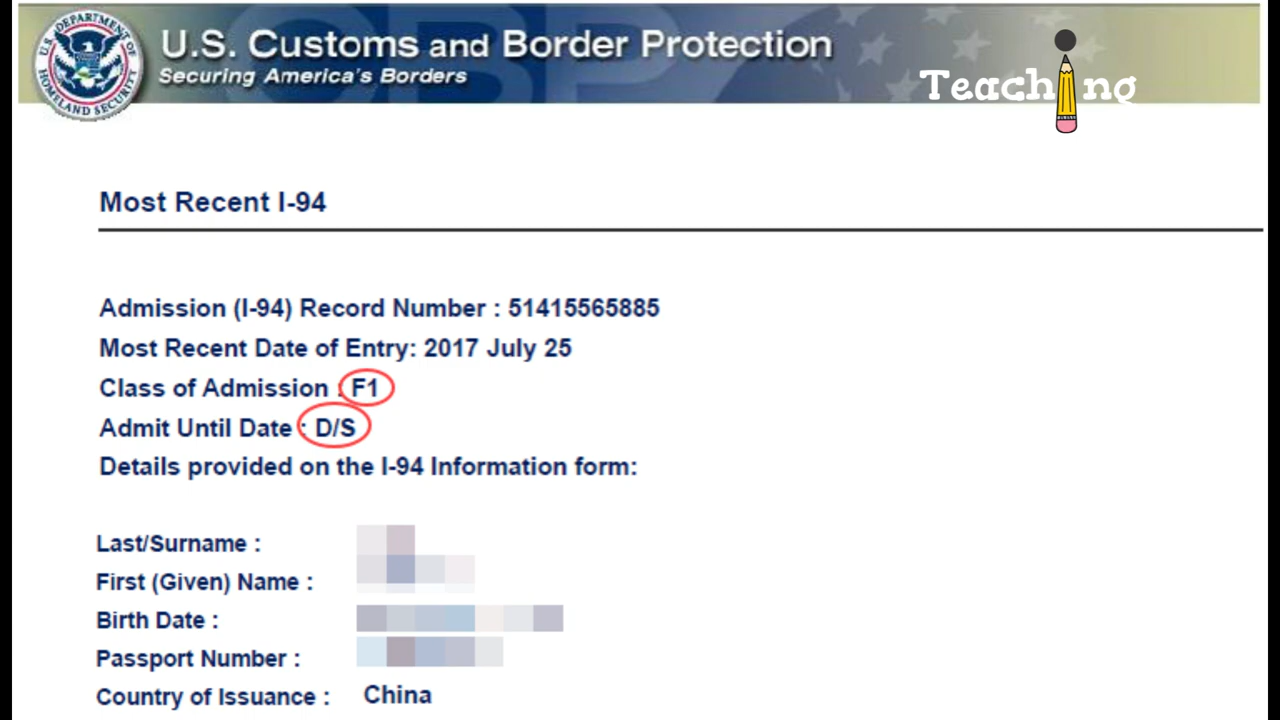 U.S. Customs and Border Protection
Securing America's Borders
U.S. DEPARTMENT OF HOMELAND SECURITY
Teaching
Most Recent I-94
Admission (I-94) Record Number : 51415565885
Most Recent Date of Entry: 2017 July 25
Class of Admission : F1
Admit Until Date : D/S
Details provided on the I-94 Information form:
Last/Surname :
First (Given) Name :
Birth Date :
Passport Number :
Country of Issuance : China